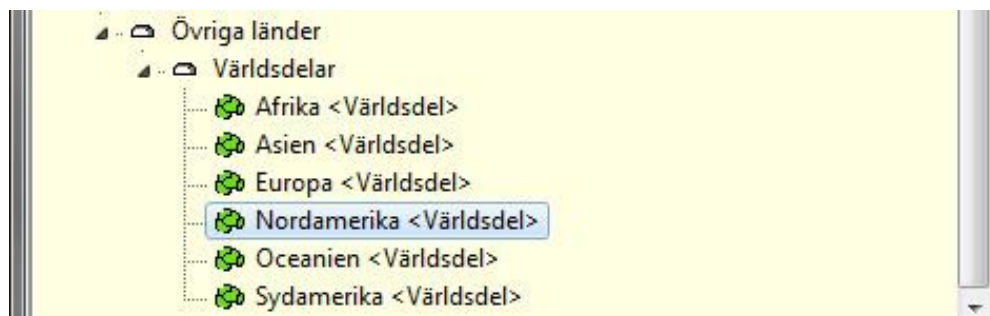 Övriga länder
Världsdelar
Afrika <Världsdel>
Asien <Världsdel>
Europa <Världsdel>
Nordamerika <Världsdel>
Oceanien <Världsdel>
Sydamerika <Världsdel>